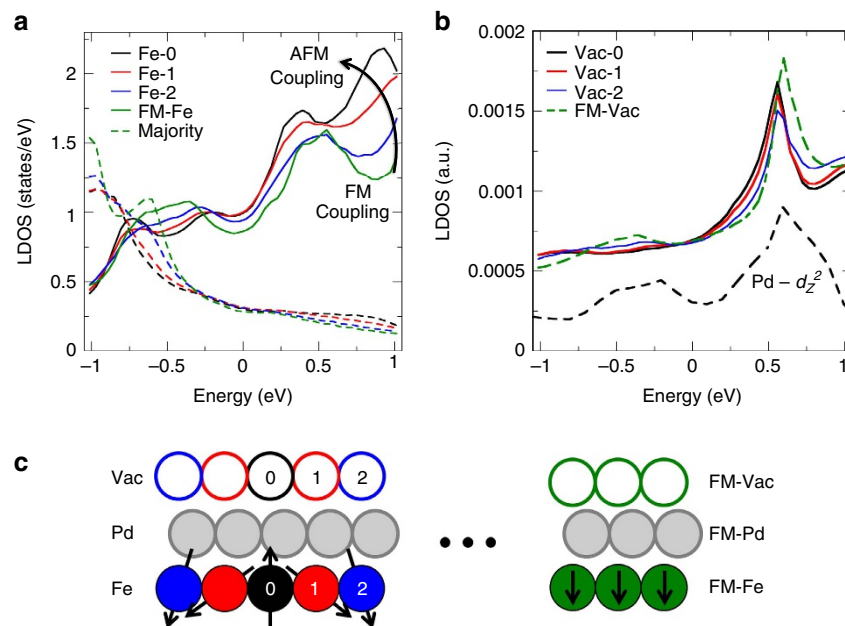 a
LDOS (states/eV)
2
1.5
1
0.5
0
Fe-0
Fe-1
Fe-2
FM-Fe
Majority
AFM
Coupling
FM
Coupling
−1
−0.5
0
0.5
1
Energy (eV)
b
LDOS (a.u.)
0.002
0.0015
0.001
0.0005
0
Vac-0
Vac-1
Vac-2
FM-Vac
Pd − dz²
−1
−0.5
0
0.5
1
Energy (eV)
c
Vac 0 1 2 FM-Vac
Pd FM-Pd
Fe 0 1 2 FM-Fe